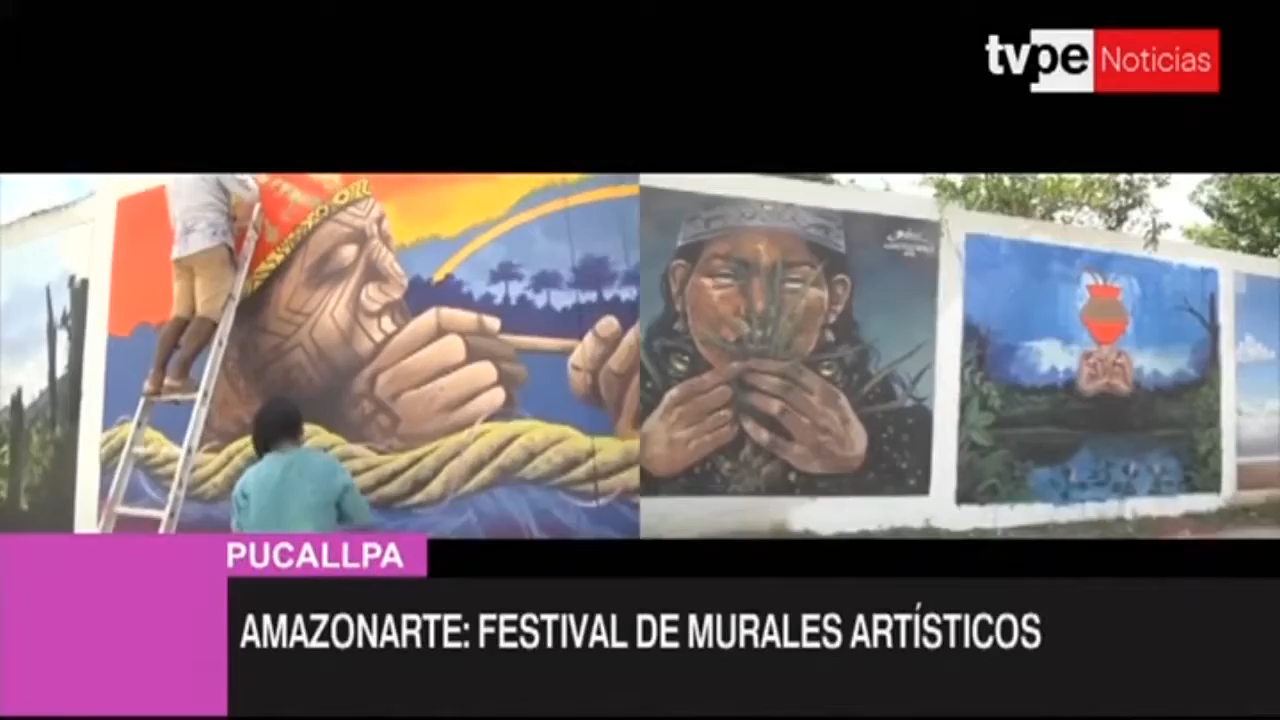 tvpe Noticias
PUCALLPA
AMAZONARTE: FESTIVAL DE MURALES ARTÍSTICOS